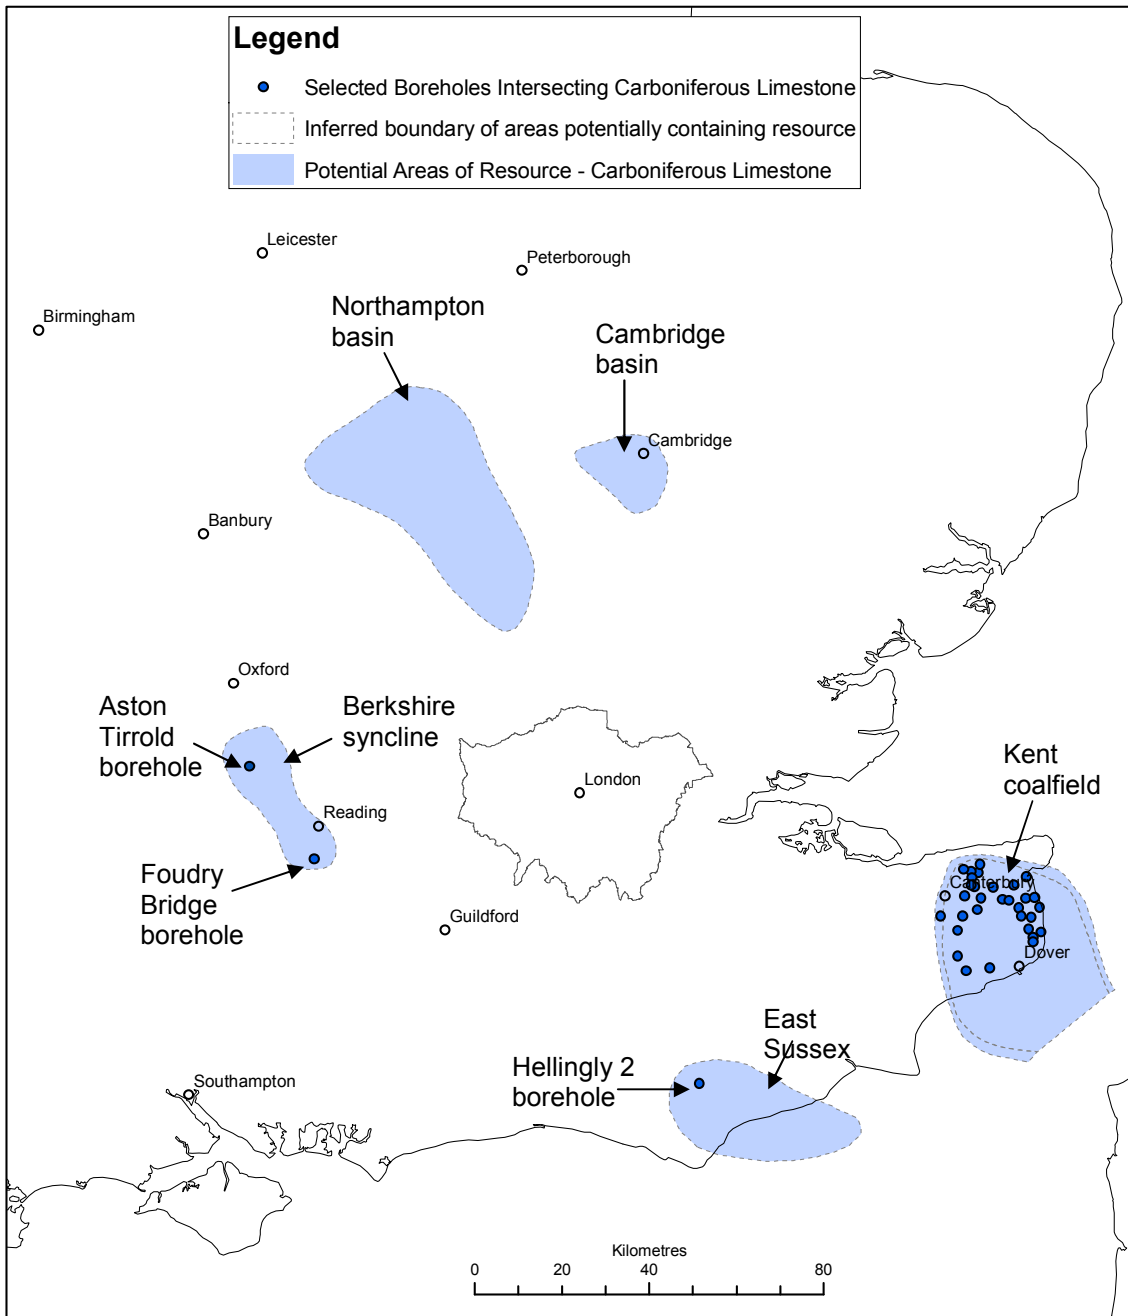 Legend
Selected Boreholes Intersecting Carboniferous Limestone
Inferred boundary of areas potentially containing resource
Potential Areas of Resource - Carboniferous Limestone
Leicester
Peterborough
Birmingham
Northampton
basin
Cambridge
basin
Cambridge
Banbury
Oxford
Aston
Tirrold
borehole
Berkshire
syncline
London
Kent
coalfield
Reading
Foudry
Bridge
borehole
Canterbury
Guildford
Dover
East
Sussex
Hellingly 2
borehole
Southampton
Kilometres
0 20 40 80